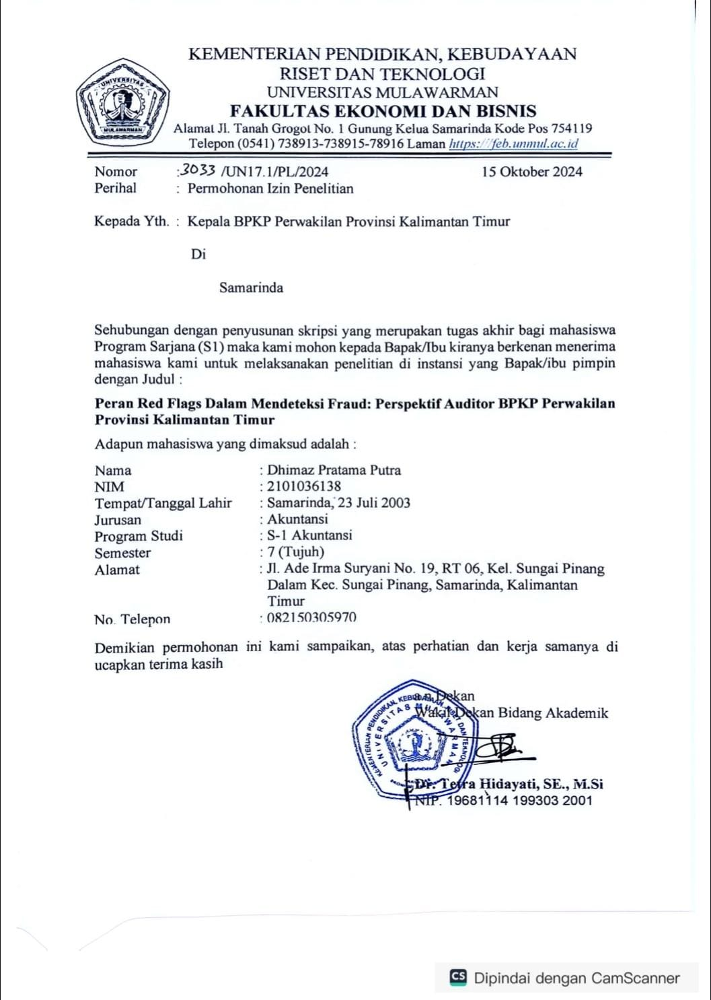 KEMENTERIAN PENDIDIKAN, KEBUDAYAAN
RISET DAN TEKNOLOGI
UNIVERSITAS MULAWARMAN
FAKULTAS EKONOMI DAN BISNIS
Alamat Jl. Tanah Grogot No. 1 Gunung Kelua Samarinda Kode Pos 754119
Telepon (0541) 738913-738915-78916 Laman https://feb.unmul.ac.id
UNIVERSITAS
MULAWARMAN
Nomor :3033 /UN17.1/PL/2024 15 Oktober 2024
Perihal : Permohonan Izin Penelitian
Kepada Yth. : Kepala BPKP Perwakilan Provinsi Kalimantan Timur
Di
Samarinda
Sehubungan dengan penyusunan skripsi yang merupakan tugas akhir bagi mahasiswa
Program Sarjana (S1) maka kami mohon kepada Bapak/Ibu kiranya berkenan menerima
mahasiswa kami untuk melaksanakan penelitian di instansi yang Bapak/ibu pimpin
dengan Judul :
Peran Red Flags Dalam Mendeteksi Fraud: Perspektif Auditor BPKP Perwakilan
Provinsi Kalimantan Timur
Adapun mahasiswa yang dimaksud adalah :
Nama : Dhimaz Pratama Putra
NIM : 2101036138
Tempat/Tanggal Lahir : Samarinda, 23 Juli 2003
Jurusan : Akuntansi
Program Studi : S-1 Akuntansi
Semester : 7 (Tujuh)
Alamat : Jl. Ade Irma Suryani No. 19, RT 06, Kel. Sungai Pinang
Dalam Kec. Sungai Pinang, Samarinda, Kalimantan
Timur
No. Telepon : 082150305970
Demikian permohonan ini kami sampaikan, atas perhatian dan kerja samanya di
ucapkan terima kasih
a.n Dekan
Wakil Dekan Bidang Akademik
KEMENTERIAN PENDIDIKAN, KEBUDAYAAN, RISET DAN TEKNOLOGI
UNIVERSITAS MULAWARMAN
Dr. Tetra Hidayati, SE., M.Si
NIP. 19681114 199303 2001
CS Dipindai dengan CamScanner